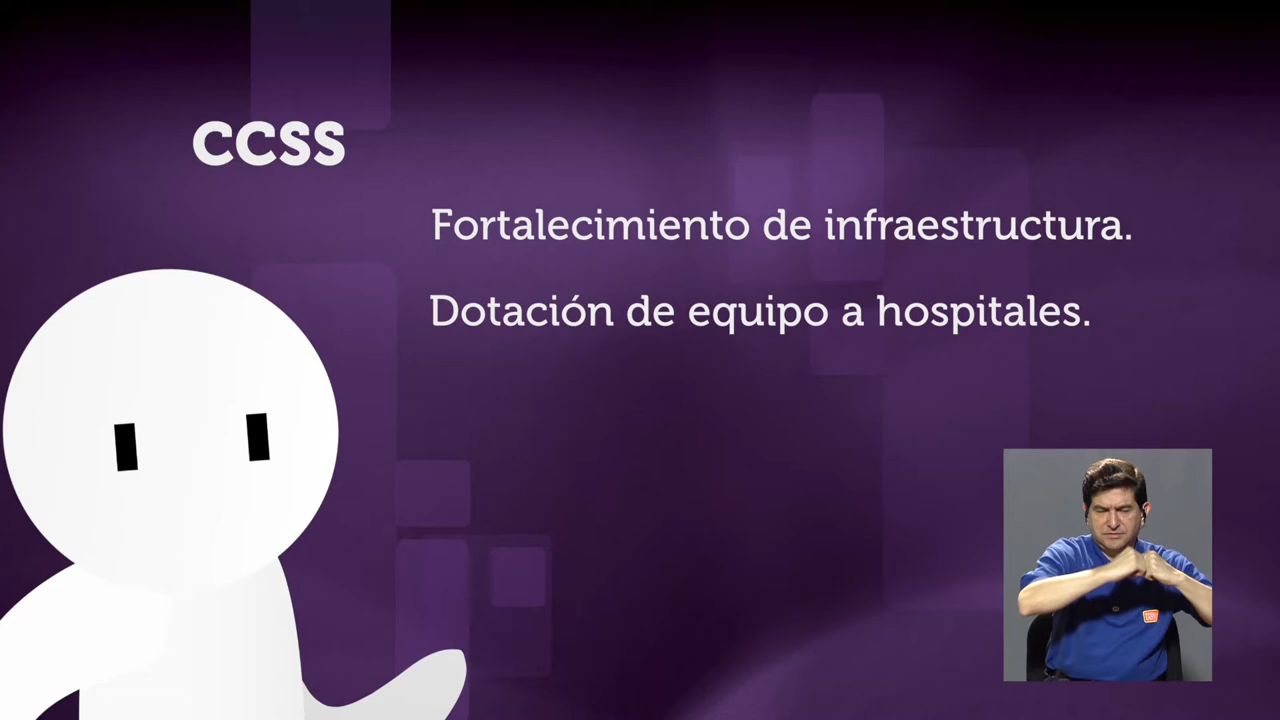 CCSS
Fortalecimiento de infraestructura.
Dotación de equipo a hospitales.